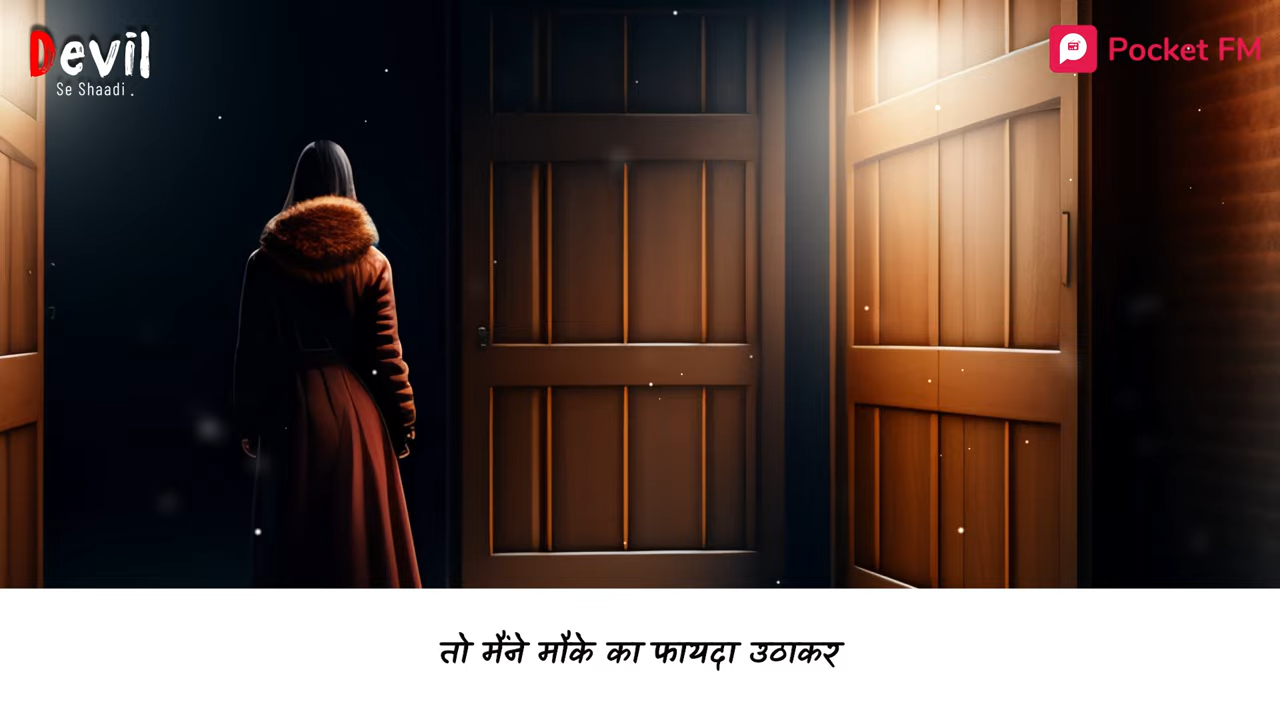 Devil
Se Shaadi.
Pocket FM
तो मैंने मौके का फायदा उठाकर